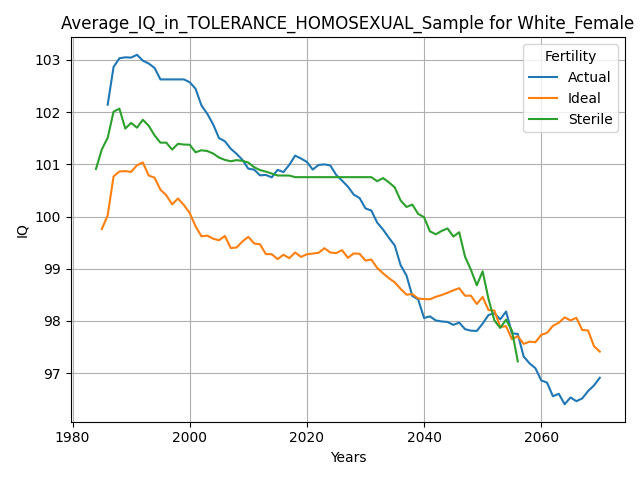 Average_IQ_in_TOLERANCE_HOMOSEXUAL_Sample for White_Female
Fertility
Actual
Ideal
Sterile
103
102
101
100
99
98
97
IQ
1980
2000
2020
2040
2060
Years